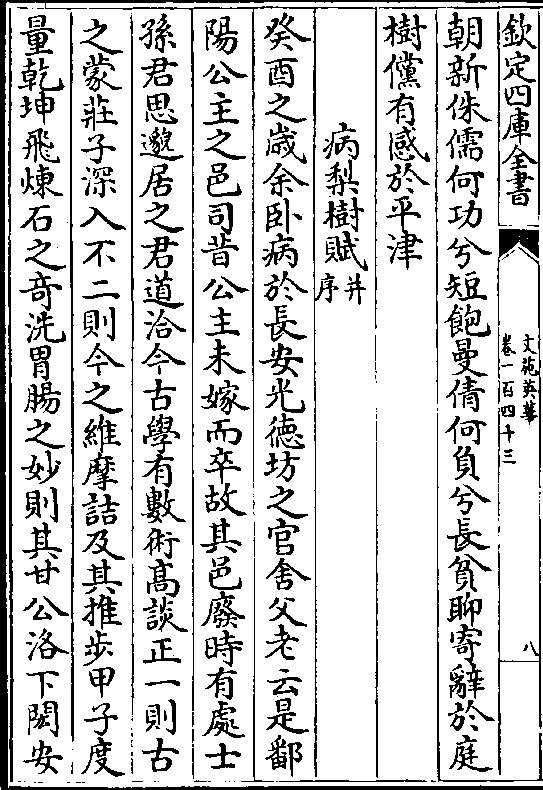 欽定四庫全書
文苑英華
卷一百四十三
八
朝新侏儒何功兮短飽曼倩何負兮長貧聊寄辭於庭
樹儻有感於平津
病梨樹賦并序
癸酉之歲余卧病於長安光徳坊之官舍父老云是鄱
陽公主之邑司昔公主未嫁而卒故其邑廢時有處士
孫君思邈居之君道洽今古學有數術髙談正一則古
之蒙莊子深入不二則今之維摩詰及其推步甲子度
量乾坤飛煉石之竒洗胃腸之妙則其甘公洛下閎安